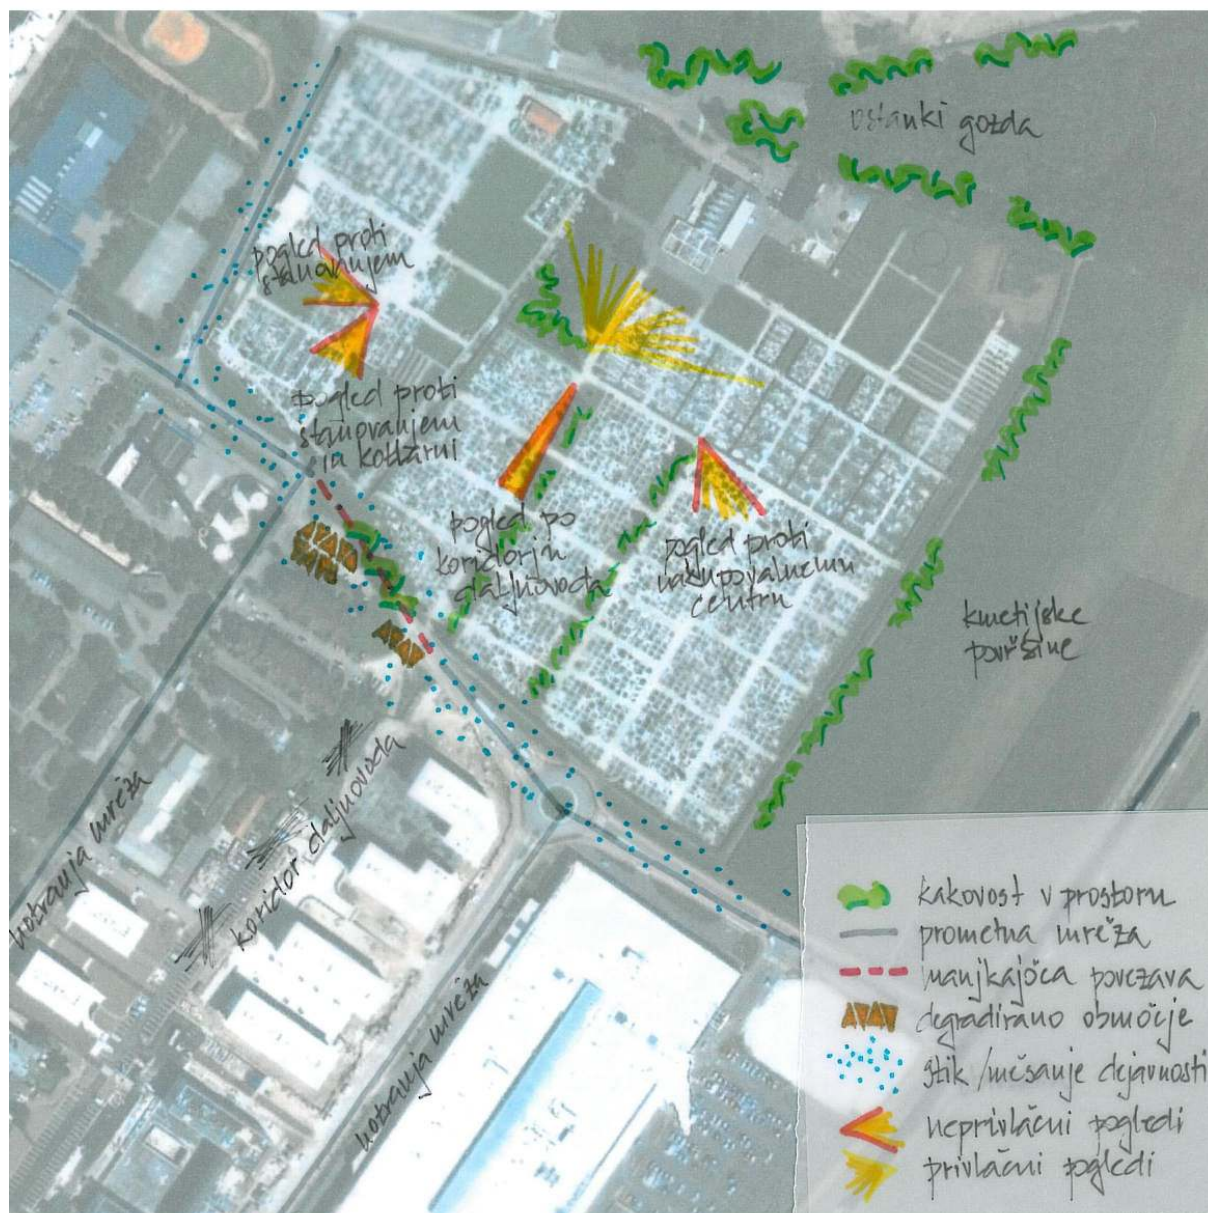 ostanki gozda
pogled proti
stanovanjem
pogled proti
stanovanjem
in kotlarni
pogled po
koridorju
daljnovoda
pogled proti
nakupovalnemu
centru
kmetijske
površine
notranja mreža
koridor daljnovoda
notranja mreža
kakovost v prostoru
prometna mreža
manjkajoča povezava
degradirano območje
stik/mešanje dejavnosti
neprivlačni pogledi
privlačni pogledi